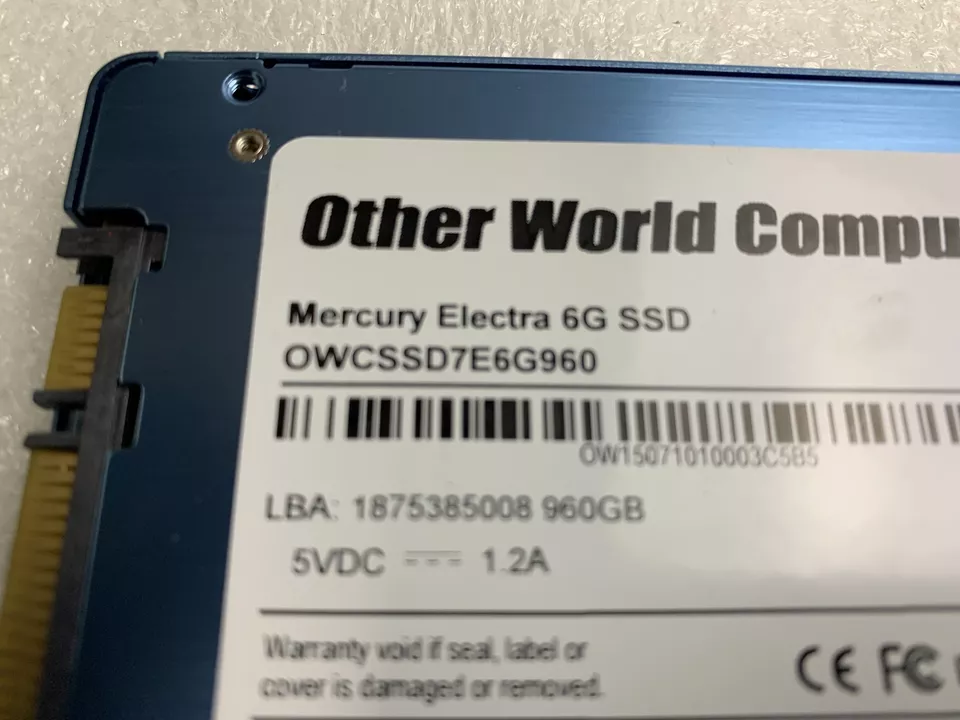 Other World Compu
Mercury Electra 6G SSD
OWCSSD7E6G960
OW15071010003C5B5
LBA: 1875385008 960GB
5VDC ⎓ 1.2A
Warranty void if seal, label or
cover is damaged or removed.
CE FC